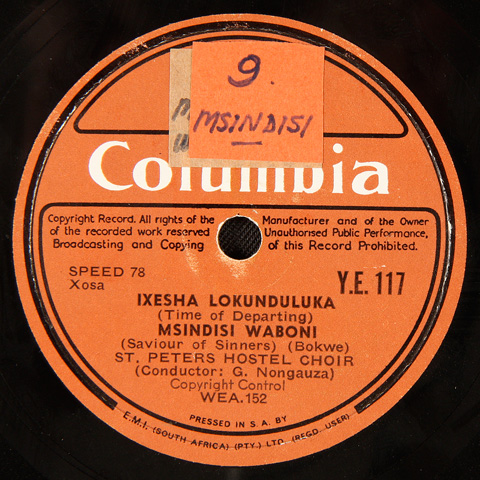 9.
MSINDISI
Columbia
Copyright Record. All rights of the Manufacturer and of the Owner
of the recorded work reserved Unauthorised Public Performance,
Broadcasting and Copying of this Record Prohibited.
SPEED 78
Xosa
Y.E. 117
IXESHA LOKUNDULUKA
(Time of Departing)
MSINDISI WABONI
(Saviour of Sinners) (Bokwe)
ST. PETERS HOSTEL CHOIR
(Conductor: G. Nongauza)
Copyright Control
WEA.152
PRESSED IN S. A. BY
E.M.I. (SOUTH AFRICA) (PTY.) LTD. (REGD. USER)